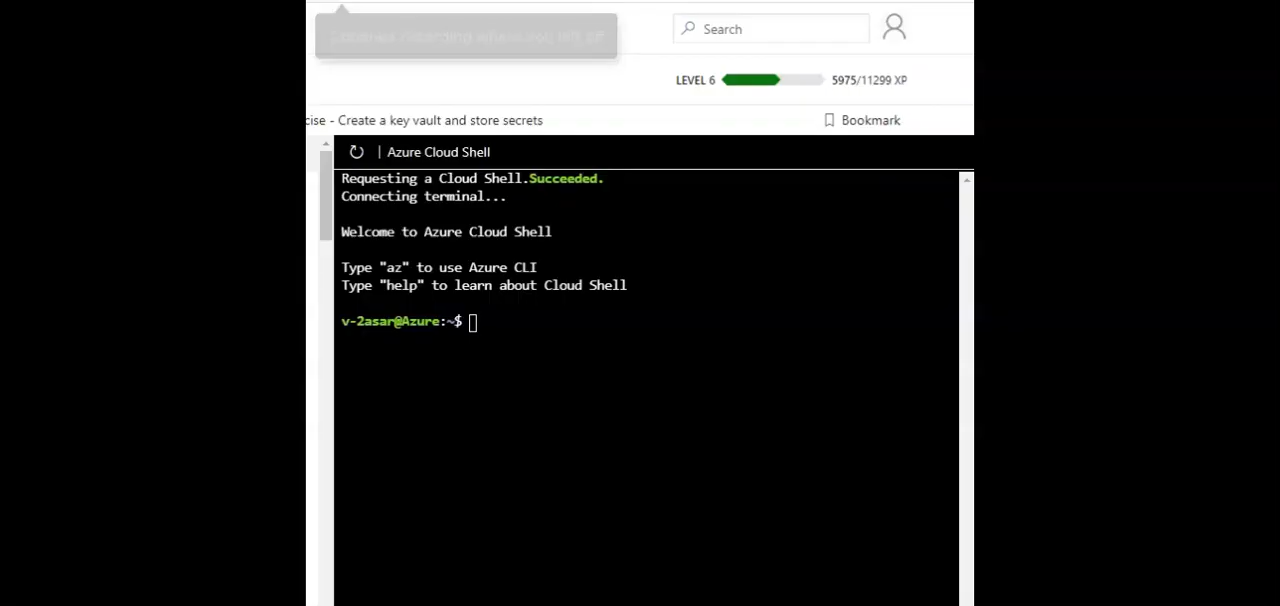 Search
LEVEL 6 5975/11299 XP
cise - Create a key vault and store secrets
Bookmark
| Azure Cloud Shell
Requesting a Cloud Shell.Succeeded.
Connecting terminal...
Welcome to Azure Cloud Shell
Type "az" to use Azure CLI
Type "help" to learn about Cloud Shell
v-2asar@Azure:~$